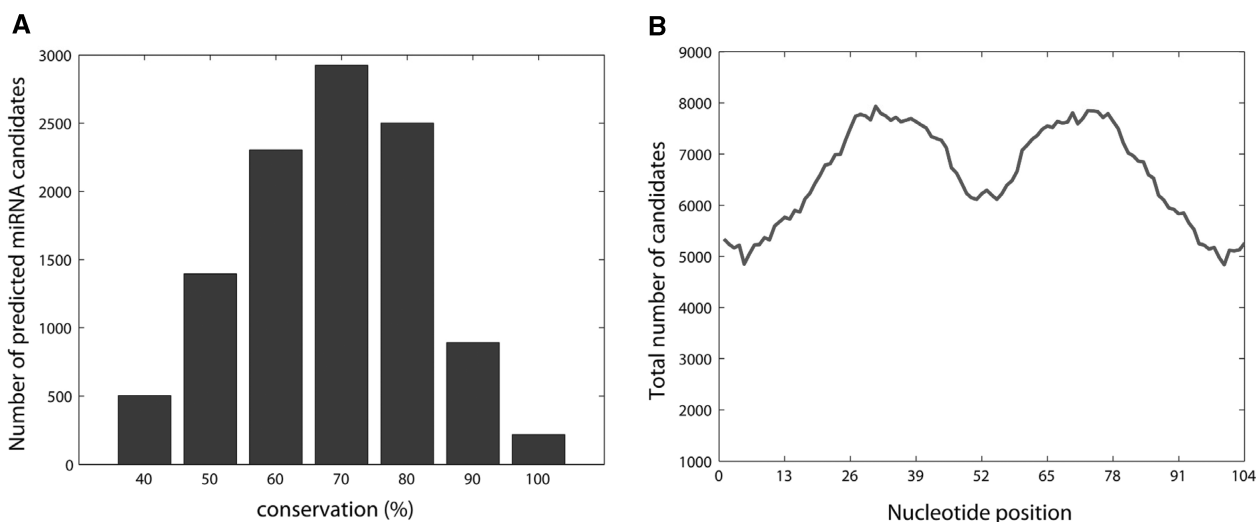 A
Number of predicted miRNA candidates
3000
2500
2000
1500
1000
500
0
40 50 60 70 80 90 100
conservation (%)
B
Total number of candidates
9000
8000
7000
6000
5000
4000
3000
2000
1000
0 13 26 39 52 65 78 91 104
Nucleotide position